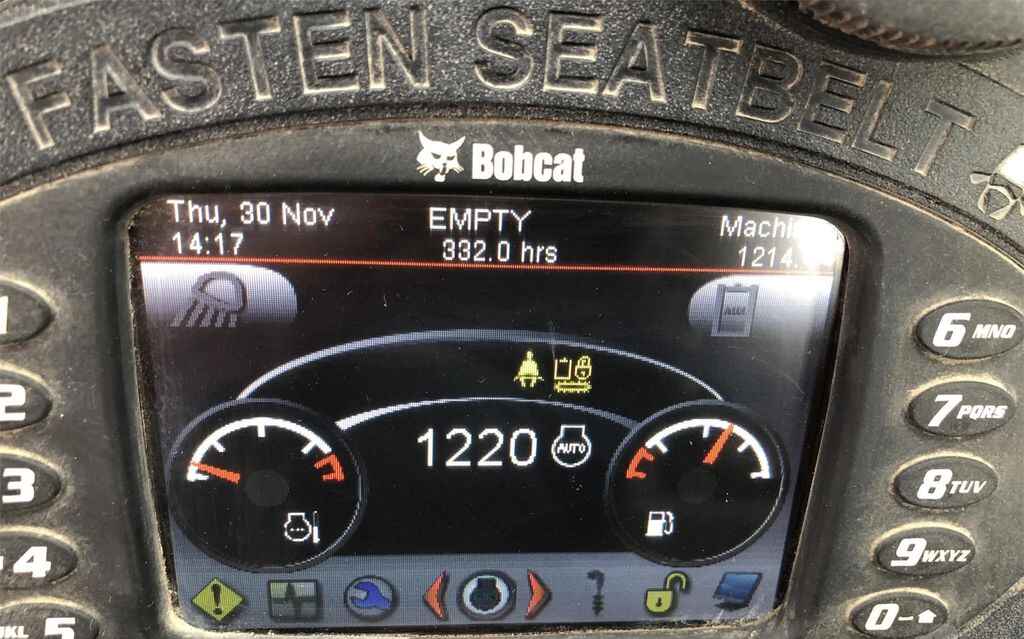 FASTEN SEATBELT
Bobcat
Thu, 30 Nov
14:17
EMPTY
332.0 hrs
1220
AUTO
2
3
4
5
JKL
6 MNO
7 PQRS
8 TUV
9 WXYZ
0